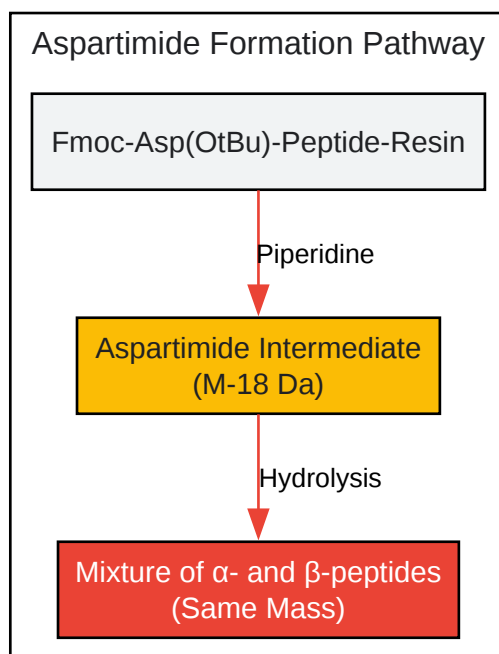 Aspartimide Formation Pathway
Fmoc-Asp(OtBu)-Peptide-Resin
Piperidine
Aspartimide Intermediate
(M-18 Da)
Hydrolysis
Mixture of α- and β-peptides
(Same Mass)